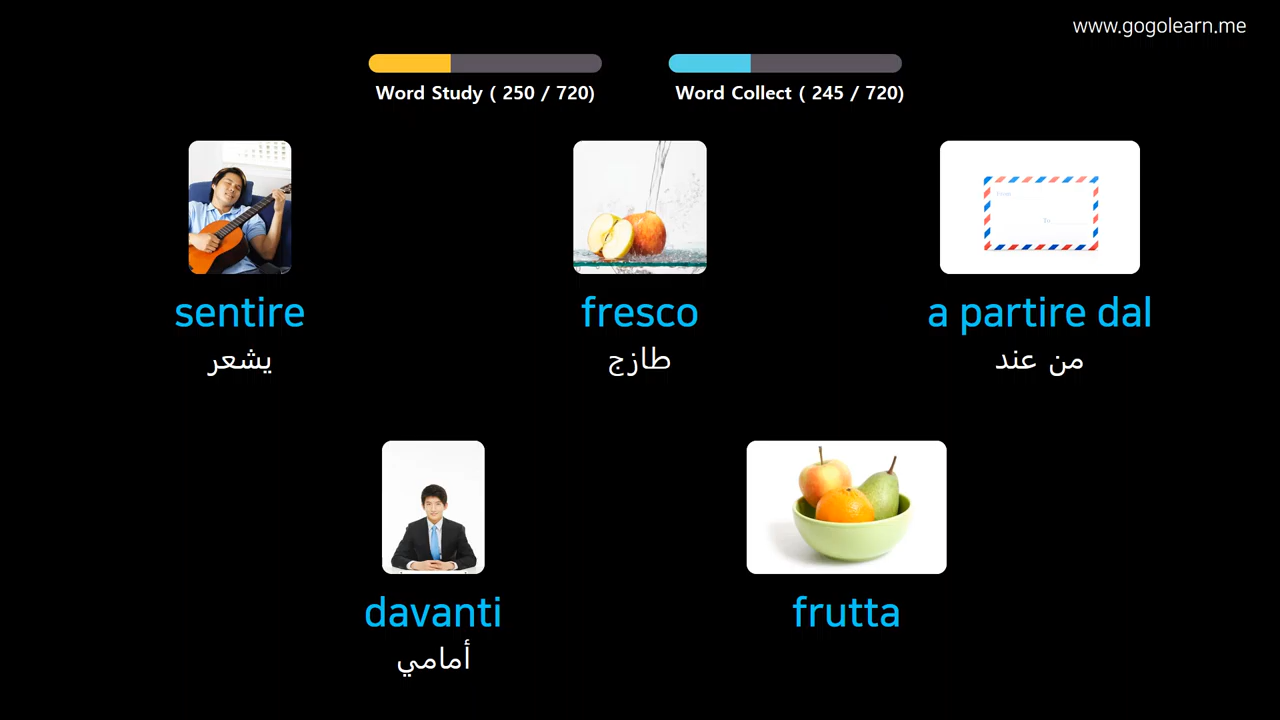 www.gogolearn.me
Word Study ( 250 / 720)
Word Collect ( 245 / 720)
sentire
يشعر
fresco
طازج
a partire dal
من عند
davanti
أمامي
frutta